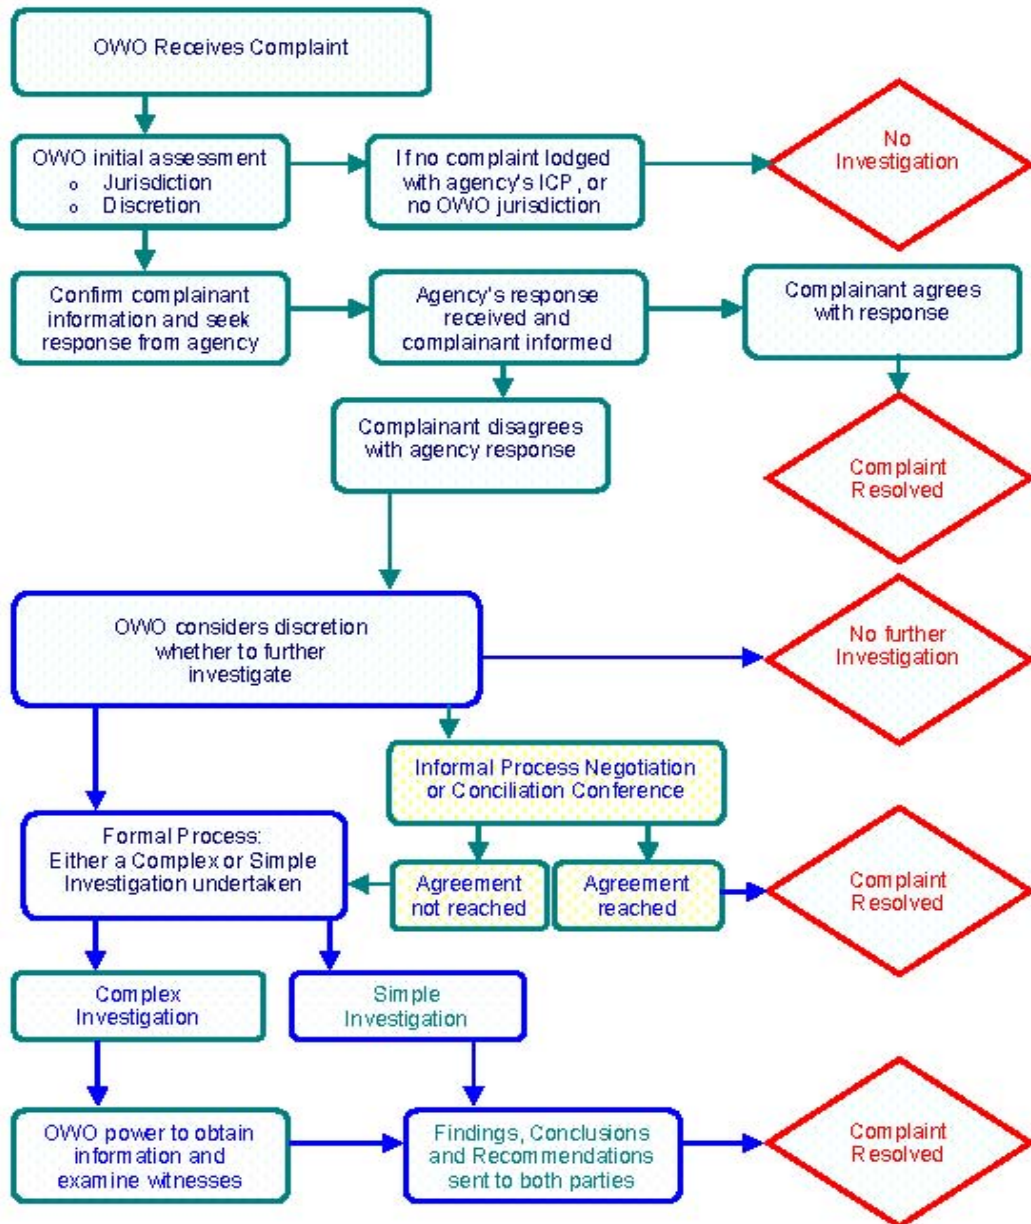 OWO Receives Complaint
OWO initial assessment
o Jurisdiction
o Discretion
If no complaint lodged
with agency's ICP, or
no OWO jurisdiction
No
Investigation
Confirm complainant
information and seek
response from agency
Agency's response
received and
complainant informed
Complainant agrees
with response
Complainant disagrees
with agency response
Complaint
Resolved
OWO considers discretion
whether to further
investigate
No further
Investigation
Informal Process Negotiation
or Conciliation Conference
Formal Process:
Either a Complex or Simple
Investigation undertaken
Agreement
not reached
Agreement
reached
Complaint
Resolved
Complex
Investigation
Simple
Investigation
OWO power to obtain
information and
examine witnesses
Findings, Conclusions
and Recommendations
sent to both parties
Complaint
Resolved